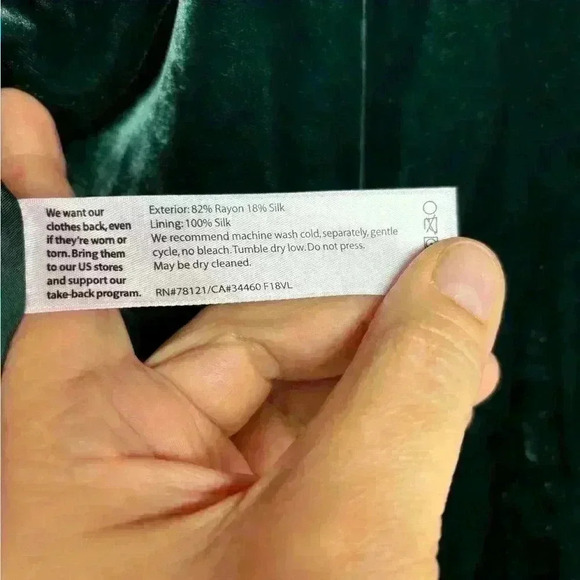 We want our
clothes back, even
if they're worn or
torn. Bring them
to our US stores
and support our
take-back program.
Exterior: 82% Rayon 18% Silk
Lining: 100% Silk
We recommend machine wash cold, separately, gentle
cycle, no bleach. Tumble dry low. Do not press.
May be dry cleaned.
RN#78121/CA#34460 F18VL